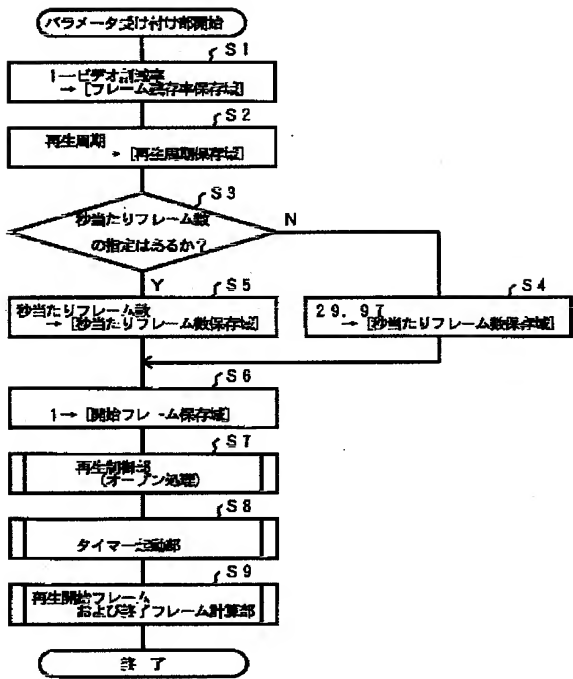 パラメータ受け付け部開始
S1
1ービデオ削減率
→ [フレーム残存率保存域]
S2
再生周期
→ [再生周期保存域]
S3
秒当たりフレーム数
の指定はあるか?
N
Y
S5
秒当たりフレーム数
→ [秒当たりフレーム数保存域]
S4
29.97
→ [秒当たりフレーム数保存域]
S6
1→ [開始フレーム保存域]
S7
再生制御部
(オープン処理)
S8
タイマー起動部
S9
再生開始フレーム
および終了フレーム計算部
終了